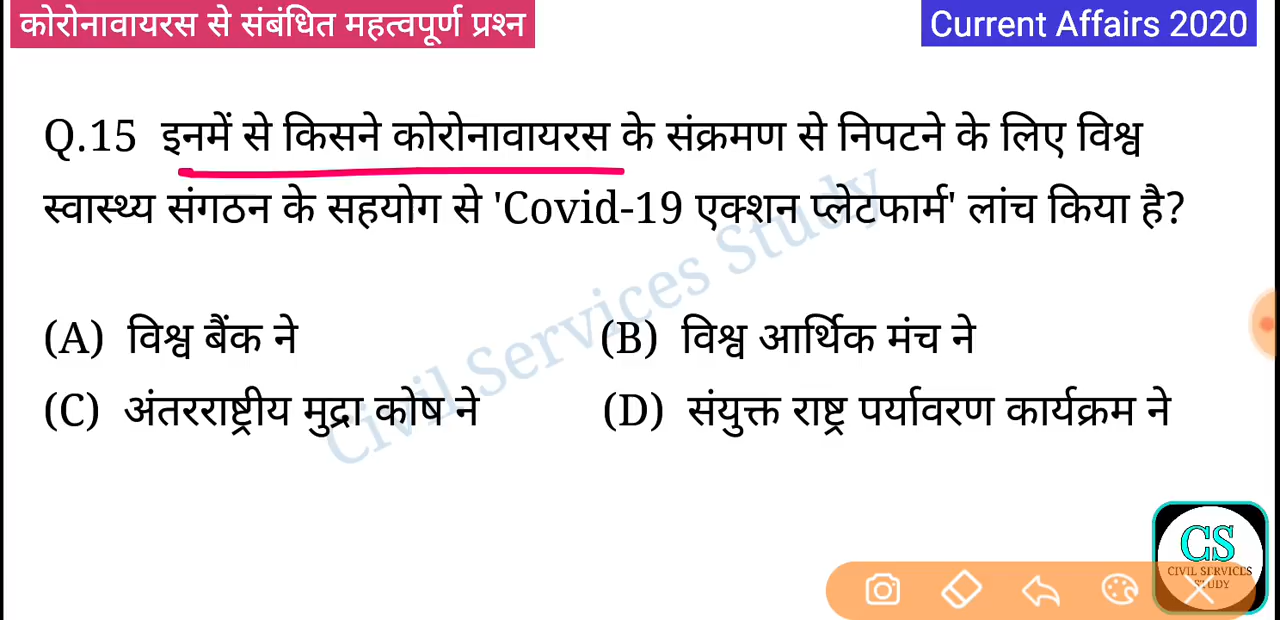 कोरोनावायरस से संबंधित महत्वपूर्ण प्रश्न
Current Affairs 2020
Q.15 इनमें से किसने कोरोनावायरस के संक्रमण से निपटने के लिए विश्व
स्वास्थ्य संगठन के सहयोग से 'Covid-19 एक्शन प्लेटफार्म' लांच किया है?
(A) विश्व बैंक ने
(B) विश्व आर्थिक मंच ने
(C) अंतरराष्ट्रीय मुद्रा कोष ने
(D) संयुक्त राष्ट्र पर्यावरण कार्यक्रम ने
Civil Services Study
CS
CIVIL SERVICES
STUDY